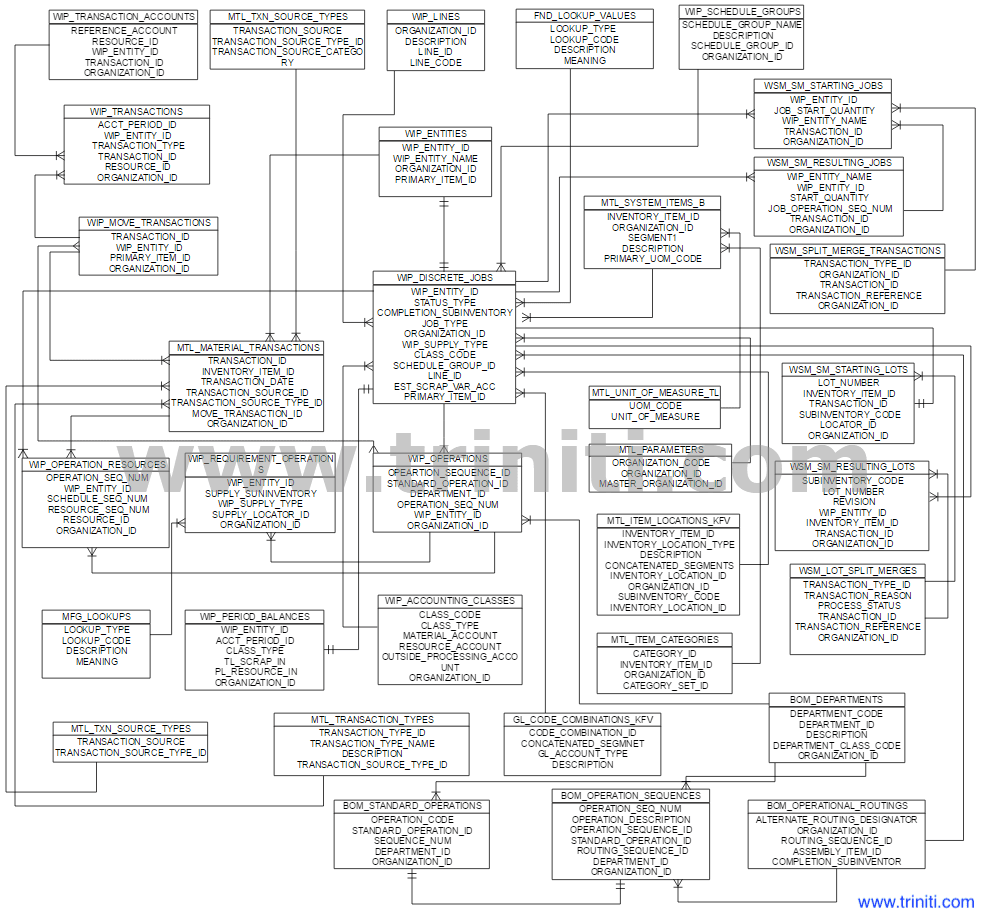 WIP_TRANSACTION_ACCOUNTS
REFERENCE_ACCOUNT
RESOURCE_ID
WIP_ENTITY_ID
TRANSACTION_ID
ORGANIZATION_ID
MTL_TXN_SOURCE_TYPES
TRANSACTION_SOURCE
TRANSACTION_SOURCE_TYPE_ID
TRANSACTION_SOURCE_CATEGO
RY
WIP_LINES
ORGANIZATION_ID
DESCRIPTION
LINE_ID
LINE_CODE
FND_LOOKUP_VALUES
LOOKUP_TYPE
LOOKUP_CODE
DESCRIPTION
MEANING
WIP_SCHEDULE_GROUPS
SCHEDULE_GROUP_NAME
DESCRIPTION
SCHEDULE_GROUP_ID
ORGANIZATION_ID
WSM_SM_STARTING_JOBS
WIP_ENTITY_ID
JOB_START_QUANTITY
WIP_ENTITY_NAME
TRANSACTION_ID
ORGANIZATION_ID
WIP_TRANSACTIONS
ACCT_PERIOD_ID
WIP_ENTITY_ID
TRANSACTION_TYPE
TRANSACTION_ID
RESOURCE_ID
ORGANIZATION_ID
WIP_ENTITIES
WIP_ENTITY_ID
WIP_ENTITY_NAME
ORGANIZATION_ID
PRIMARY_ITEM_ID
WSM_SM_RESULTING_JOBS
WIP_ENTITY_NAME
WIP_ENTITY_ID
START_QUANTITY
JOB_OPERATION_SEQ_NUM
TRANSACTION_ID
ORGANIZATION_ID
MTL_SYSTEM_ITEMS_B
INVENTORY_ITEM_ID
ORGANIZATION_ID
SEGMENT1
DESCRIPTION
PRIMARY_UOM_CODE
WIP_MOVE_TRANSACTIONS
TRANSACTION_ID
WIP_ENTITY_ID
PRIMARY_ITEM_ID
ORGANIZATION_ID
WSM_SPLIT_MERGE_TRANSACTIONS
TRANSACTION_TYPE_ID
ORGANIZATION_ID
TRANSACTION_ID
TRANSACTION_REFERENCE
ORGANIZATION_ID
WIP_DISCRETE_JOBS
WIP_ENTITY_ID
STATUS_TYPE
COMPLETION_SUBINVENTORY
JOB_TYPE
ORGANIZATION_ID
WIP_SUPPLY_TYPE
CLASS_CODE
SCHEDULE_GROUP_ID
LINE_ID
EST_SCRAP_VAR_ACC
PRIMARY_ITEM_ID
MTL_MATERIAL_TRANSACTIONS
TRANSACTION_ID
INVENTORY_ITEM_ID
TRANSACTION_DATE
TRANSACTION_SOURCE_ID
TRANSACTION_SOURCE_TYPE_ID
MOVE_TRANSACTION_ID
ORGANIZATION_ID
MTL_UNIT_OF_MEASURE_TL
UOM_CODE
UNIT_OF_MEASURE
WSM_SM_STARTING_LOTS
LOT_NUMBER
INVENTORY_ITEM_ID
TRANSACTION_ID
SUBINVENTORY_CODE
LOCATOR_ID
ORGANIZATION_ID
www.triniti.com
WIP_OPERATION_RESOURCES
OPERATION_SEQ_NUM
WIP_ENTITY_ID
SCHEDULE_SEQ_NUM
RESOURCE_SEQ_NUM
RESOURCE_ID
ORGANIZATION_ID
WIP_REQUIREMENT_OPERATION
S
WIP_ENTITY_ID
SUPPLY_SUNINVENTORY
WIP_SUPPLY_TYPE
SUPPLY_LOCATOR_ID
ORGANIZATION_ID
WIP_OPERATIONS
OPEARTION_SEQUENCE_ID
STANDARD_OPERATION_ID
DEPARTMENT_ID
OPERATION_SEQ_NUM
WIP_ENTITY_ID
ORGANIZATION_ID
MTL_PARAMETERS
ORGANIZATION_CODE
ORGANIZATION_ID
MASTER_ORGANIZATION_ID
WSM_SM_RESULTING_LOTS
SUBINVENTORY_CODE
LOT_NUMBER
REVISION
WIP_ENTITY_ID
INVENTORY_ITEM_ID
TRANSACTION_ID
ORGANIZATION_ID
MTL_ITEM_LOCATIONS_KFV
INVENTORY_ITEM_ID
INVENTORY_LOCATION_TYPE
DESCRIPTION
CONCATENATED_SEGMENTS
INVENTORY_LOCATION_ID
ORGANIZATION_ID
SUBINVENTORY_CODE
INVENTORY_LOCATION_ID
WSM_LOT_SPLIT_MERGES
TRANSACTION_TYPE_ID
TRANSACTION_REASON
PROCESS_STATUS
TRANSACTION_ID
TRANSACTION_REFERENCE
ORGANIZATION_ID
MFG_LOOKUPS
LOOKUP_TYPE
LOOKUP_CODE
DESCRIPTION
MEANING
WIP_PERIOD_BALANCES
WIP_ENTITY_ID
ACCT_PERIOD_ID
CLASS_TYPE
TL_SCRAP_IN
PL_RESOURCE_IN
ORGANIZATION_ID
WIP_ACCOUNTING_CLASSES
CLASS_CODE
CLASS_TYPE
MATERIAL_ACCOUNT
RESOURCE_ACCOUNT
OUTSIDE_PROCESSING_ACCO
UNT
ORGANIZATION_ID
MTL_ITEM_CATEGORIES
CATEGORY_ID
INVENTORY_ITEM_ID
ORGANIZATION_ID
CATEGORY_SET_ID
BOM_DEPARTMENTS
DEPARTMENT_CODE
DEPARTMENT_ID
DESCRIPTION
DEPARTMENT_CLASS_CODE
ORGANIZATION_ID
MTL_TXN_SOURCE_TYPES
TRANSACTION_SOURCE
TRANSACTION_SOURCE_TYPE_ID
MTL_TRANSACTION_TYPES
TRANSACTION_TYPE_ID
TRANSACTION_TYPE_NAME
DESCRIPTION
TRANSACTION_SOURCE_TYPE_ID
GL_CODE_COMBINATIONS_KFV
CODE_COMBINATION_ID
CONCATENATED_SEGMNET
GL_ACCOUNT_TYPE
DESCRIPTION
BOM_STANDARD_OPERATIONS
OPERATION_CODE
STANDARD_OPERATION_ID
SEQUENCE_NUM
DEPARTMENT_ID
ORGANIZATION_ID
BOM_OPERATION_SEQUENCES
OPERATION_SEQ_NUM
OPERATION_DESCRIPTION
OPERATION_SEQUENCE_ID
STANDARD_OPERATION_ID
ROUTING_SEQUENCE_ID
DEPARTMENT_ID
ORGANIZATION_ID
BOM_OPERATIONAL_ROUTINGS
ALTERNATE_ROUTING_DESIGNATOR
ORGANIZATION_ID
ROUTING_SEQUENCE_ID
ASSEMBLY_ITEM_ID
COMPLETION_SUBINVENTOR
www.triniti.com